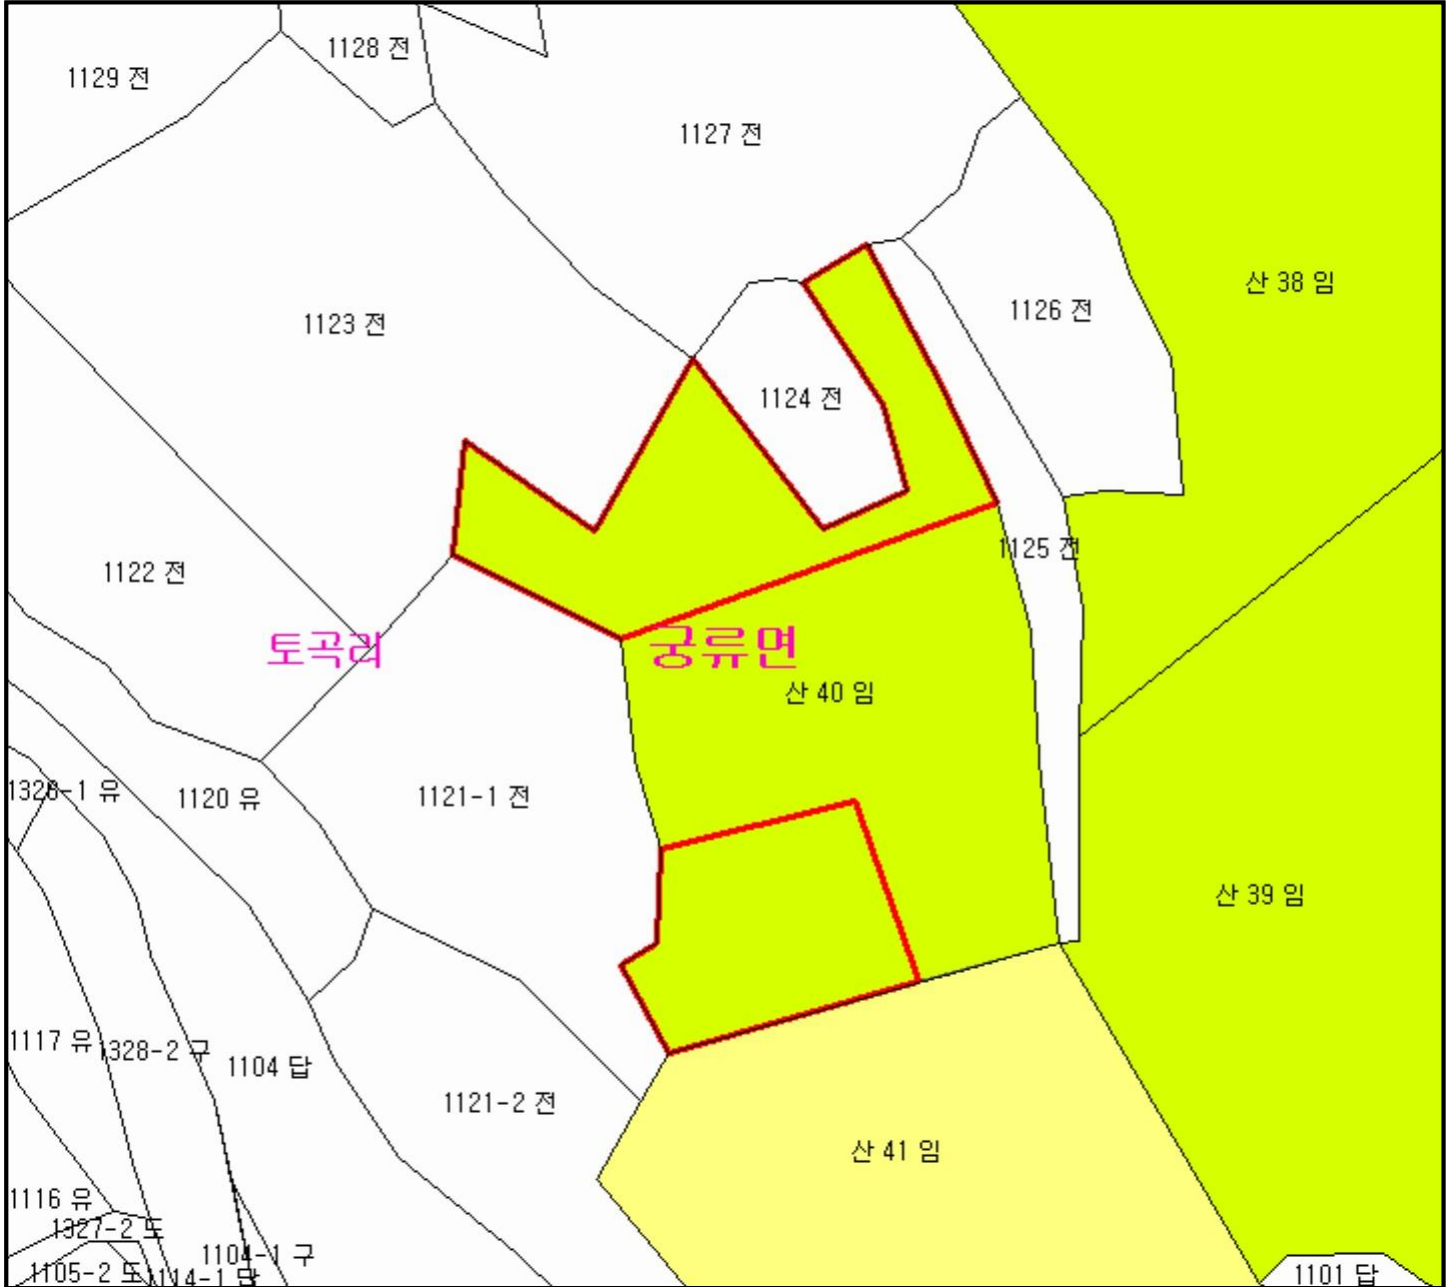 1128 전
1129 전
1127 전
산 38 임
1126 전
1123 전
1124 전
1125 전
1122 전
토곡리
궁류면
산 40 임
1328-1 유
1120 유
1121-1 전
산 39 임
1117 유
1328-2 구
1104 답
1121-2 전
산 41 임
1116 유
1327-2 도
1104-1 구
1105-2 도
1114-1 답
1101 답